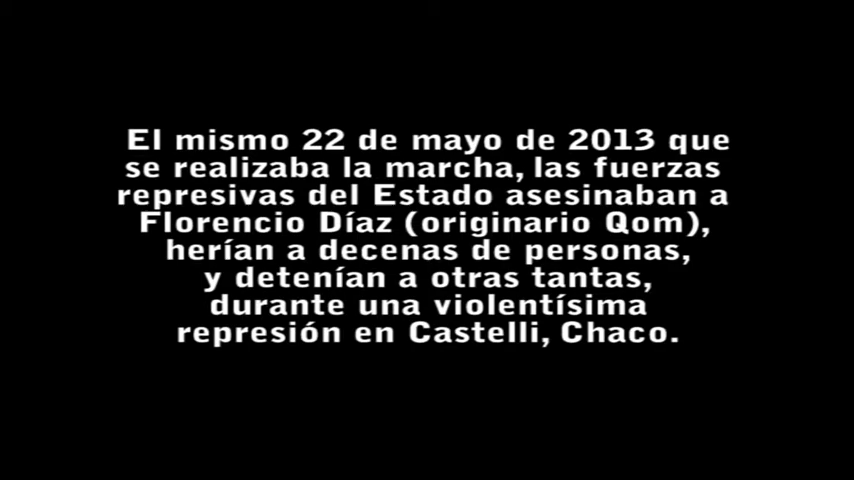 El mismo 22 de mayo de 2013 que
se realizaba la marcha, las fuerzas
represivas del Estado asesinaban a
Florencio Díaz (originario Qom),
herían a decenas de personas,
y detenían a otras tantas,
durante una violentísima
represión en Castelli, Chaco.